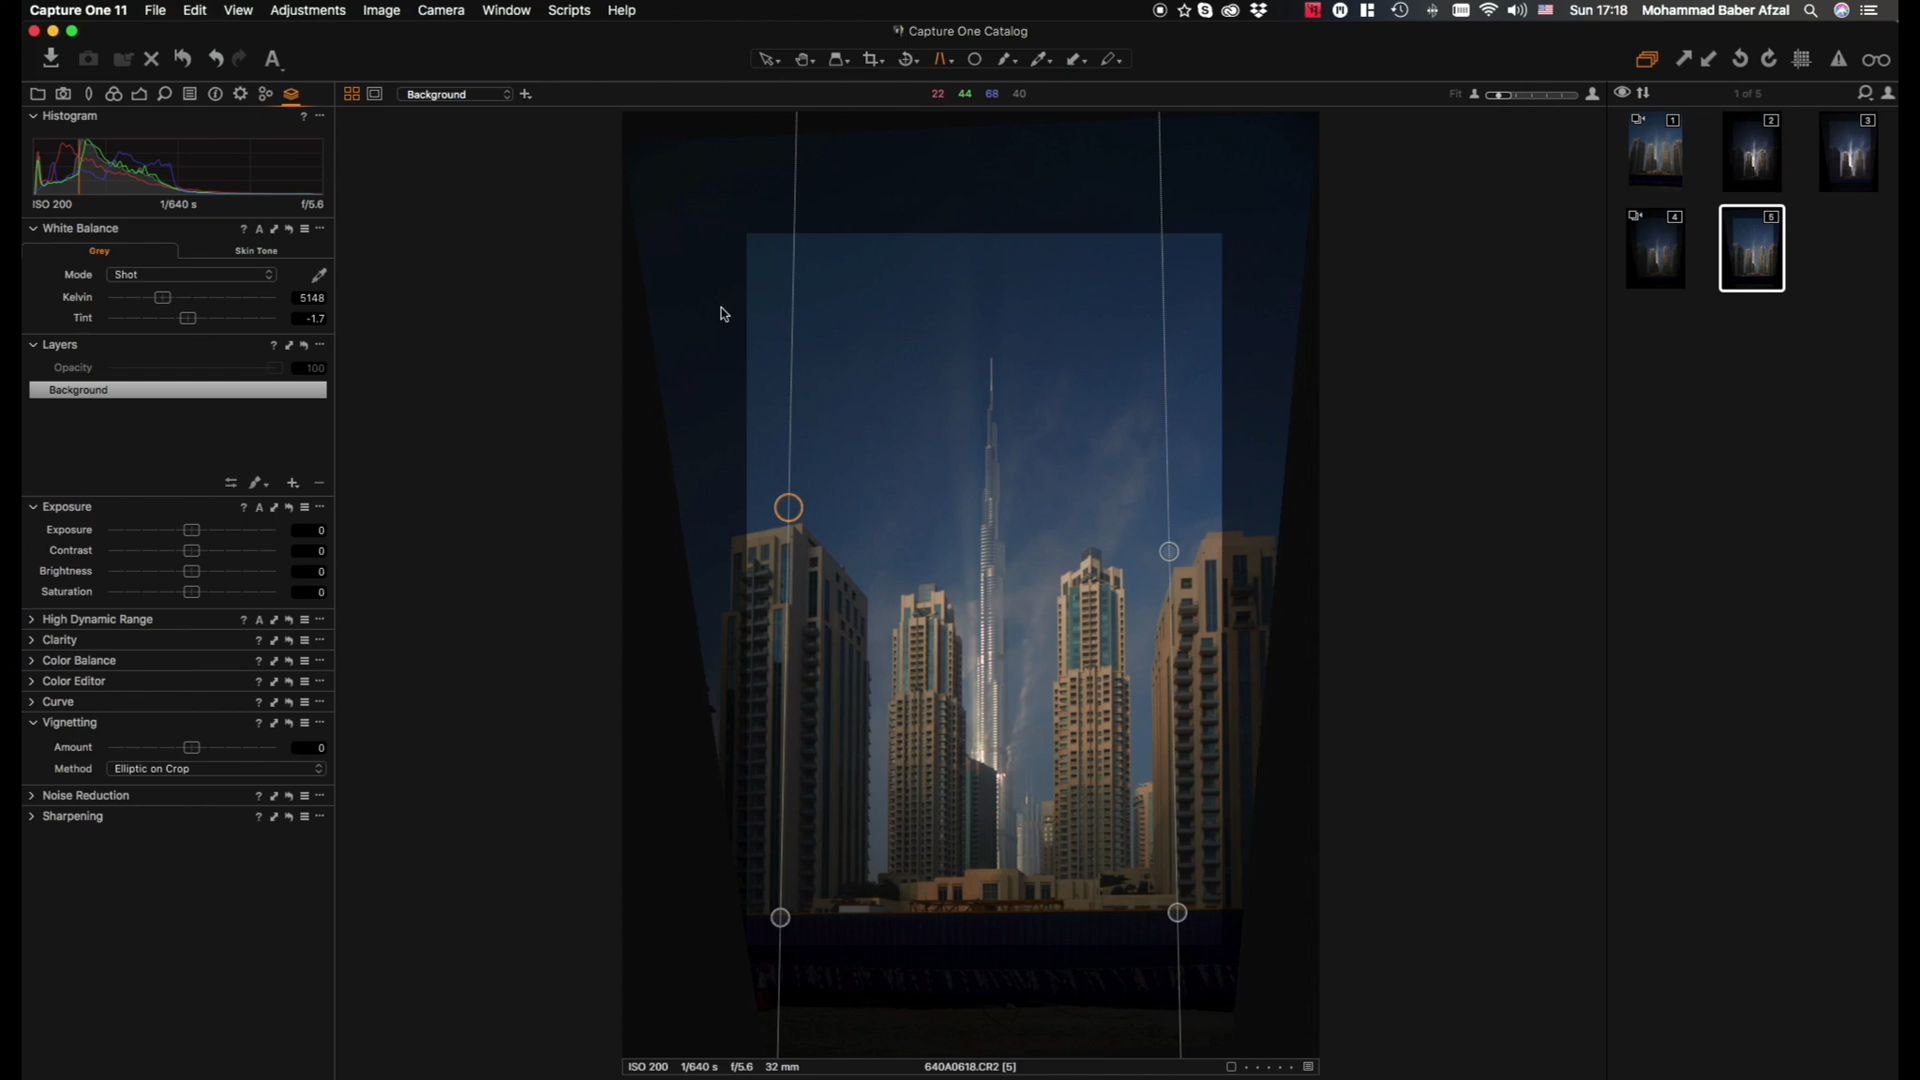 Capture One 11 File Edit View Adjustments Image Camera Window Scripts Help Sun 17:18 Mohammad Baber Afzal
Capture One Catalog
Background 22 44 68 40 Fit 1 of 5
Histogram ? ...
1 2 3
ISO 200 1/640 s f/5.6
4 5
White Balance ? A ...
Grey Skin Tone
Mode Shot
Kelvin 5148
Tint -1.7
Layers ? ...
Opacity 100
Background
Exposure ? A ...
Exposure 0
Contrast 0
Brightness 0
Saturation 0
High Dynamic Range ? A ...
Clarity ? ...
Color Balance ? ...
Color Editor ? ...
Curve ? ...
Vignetting ? ...
Amount 0
Method Elliptic on Crop
Noise Reduction ? ...
Sharpening ? ...
ISO 200 1/640 s f/5.6 32 mm 640A0618.CR2 [5]